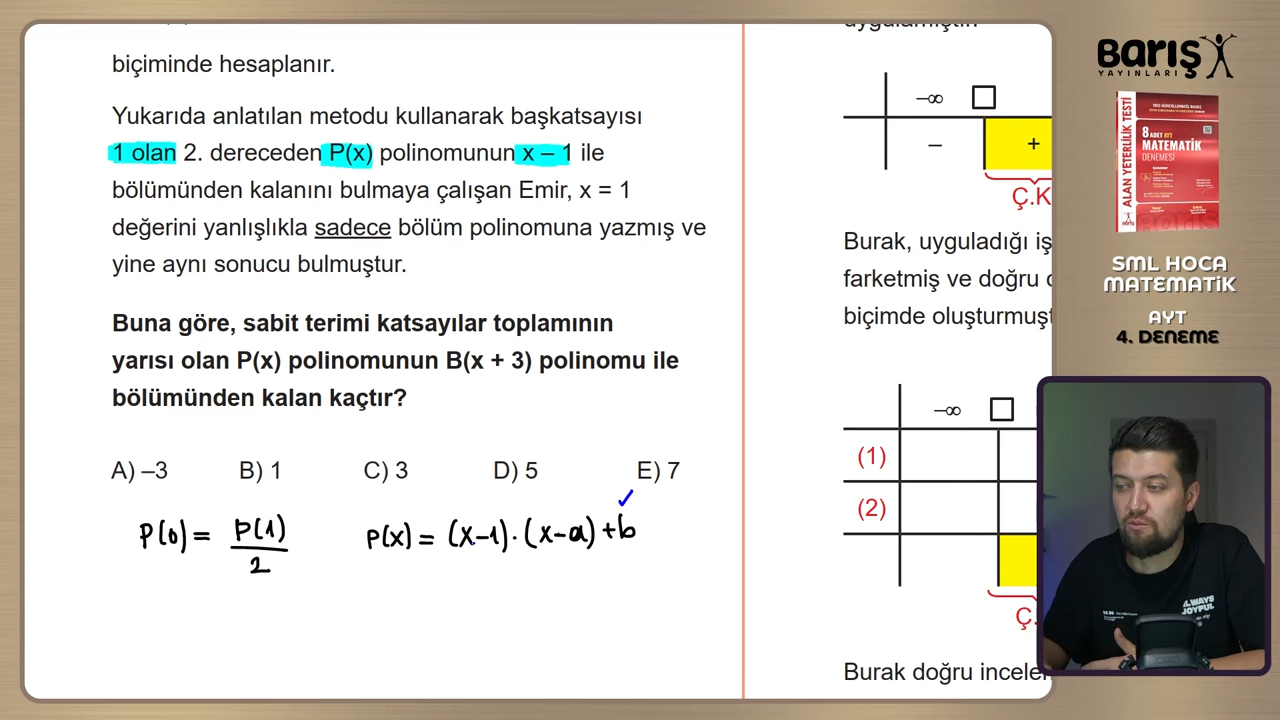 biçiminde hesaplanır.
Yukarıda anlatılan metodu kullanarak başkatsayısı
1 olan 2. dereceden P(x) polinomunun x – 1 ile
bölümünden kalanını bulmaya çalışan Emir, x = 1
değerini yanlışlıkla sadece bölüm polinomuna yazmış ve
yine aynı sonucu bulmuştur.
Buna göre, sabit terimi katsayılar toplamının
yarısı olan P(x) polinomunun B(x + 3) polinomu ile
bölümünden kalan kaçtır?
A) –3 B) 1 C) 3 D) 5 E) 7
P(0) = P(1)/2 P(x) = (x-1).(x-a)+b
–∞
– +
Ç.K
Burak, uyguladığı iş
farketmiş ve doğru
biçimde oluşturmuşt
–∞
(1)
(2)
Ç.
Burak doğru inceler
BARIŞ
YAYINLARI
ALAN YETERLİLİK TESTİ
8 ADET AYT
MATEMATİK
DENEMESİ
SML HOCA
MATEMATİK
AYT
4. DENEME
ALWAYS
JOYFUL